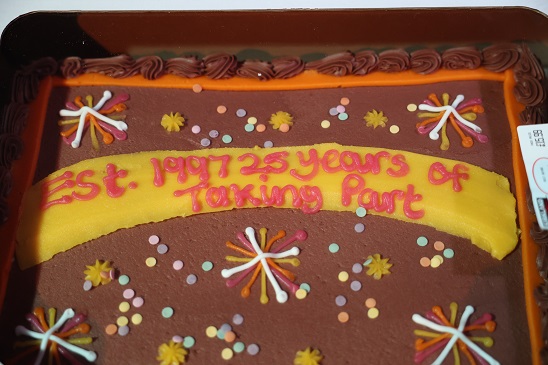 Est. 1997 25 years of
Taking Part